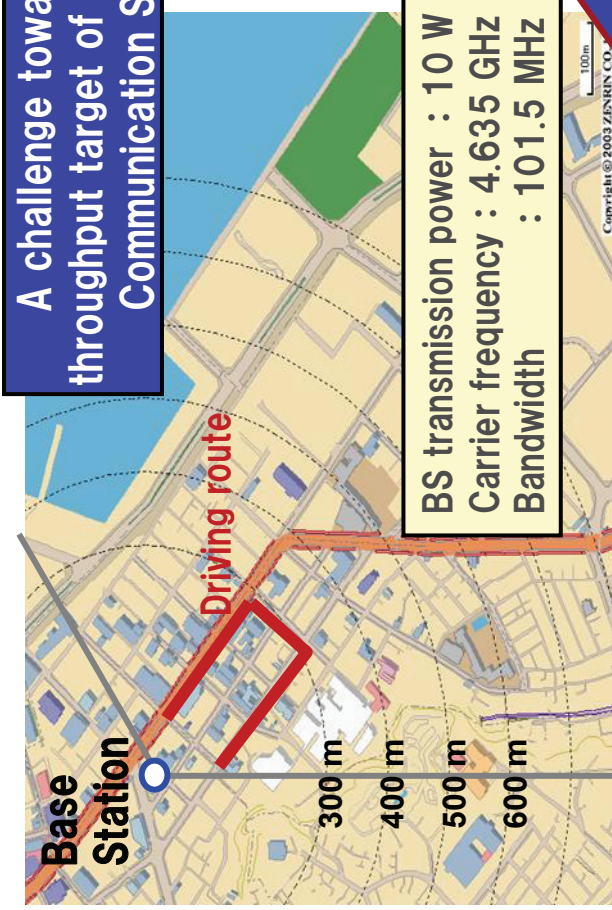 A challenge
throughput target of
Communication
Base
Station
Driving route
300 m
400 m
500 m
600 m
BS transmission power : 10 W
Carrier frequency : 4.635 GHz
Bandwidth : 101.5 MHz
100m
Copyright © 2003 ZENRIN CO.